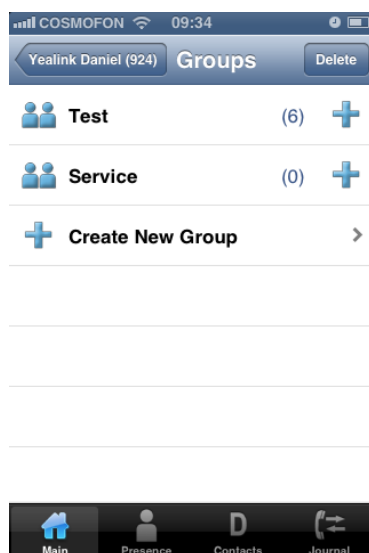 COSMOFON 09:34
Yealink Daniel (924) Groups Delete
Test (6)
Service (0)
Create New Group
D
Main Presence Contacts Journal